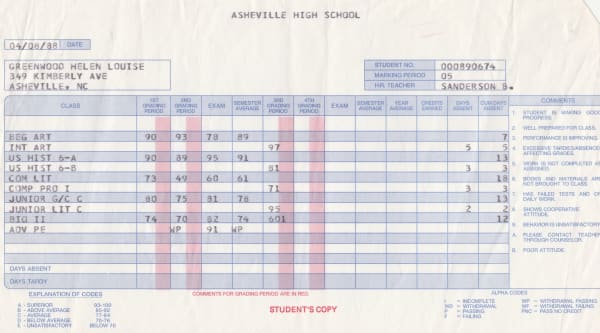 ASHEVILLE HIGH SCHOOL
04/08/88 DATE
GREENWOOD HELEN LOUISE
349 KIMBERLY AVE
ASHEVILLE, NC
STUDENT NO. 000890674
MARKING PERIOD 05
HR. TEACHER SANDERSON B.
CLASS 1ST GRADING PERIOD 2ND GRADING PERIOD EXAM SEMESTER AVERAGE 3RD GRADING PERIOD 4TH GRADING PERIOD EXAM SEMESTER AVERAGE YEAR AVERAGE CREDITS EARNED DAYS ABSENT CUM.DAYS ABSENT COMMENTS
BEG ART 90 93 78 89 7
INT ART 97 5 5
US HIST 6-A 90 89 95 91 13
US HIST 6-B 81 3 3
COM LIT 73 49 60 61 18
COMP PRO I 71 3 3
JUNIOR G/C C 80 75 81 78 13
JUNIOR LIT C 95 2 2
BIO II 74 70 82 74 601 12
ADV PE WP 91 WP
DAYS ABSENT
DAYS TARDY
1. STUDENT IS MAKING GOOD PROGRESS.
2. WELL PREPARED FOR CLASS.
3. PERFORMANCE IS IMPROVING.
4. EXCESSIVE TARDIES/ABSENCES AFFECTING GRADES.
5. WORK IS NOT COMPLETED AS ASSIGNED.
6. BOOKS AND MATERIALS ARE NOT BROUGHT TO CLASS.
7. HAS FAILED TESTS AND OR DAILY WORK.
8. SHOWS COOPERATIVE ATTITUDE.
9. BEHAVIOR IS UNSATISFACTORY
A. PLEASE CONTACT TEACHER THROUGH COUNSELOR.
B. POOR ATTITUDE.
EXPLANATION OF CODES
A - SUPERIOR 93-100
B - ABOVE AVERAGE 85-92
C - AVERAGE 77-84
D - BELOW AVERAGE 70-76
E - UNSATISFACTORY BELOW 70
COMMENTS FOR GRADING PERIOD ARE IN RED.
STUDENT'S COPY
ALPHA CODES
I = INCOMPLETE WP = WITHDRAWAL PASSING
W = WITHDRAWAL WF = WITHDRAWAL FAILING
P = PASSING PNC = PASS NO CREDIT
F = FAILING